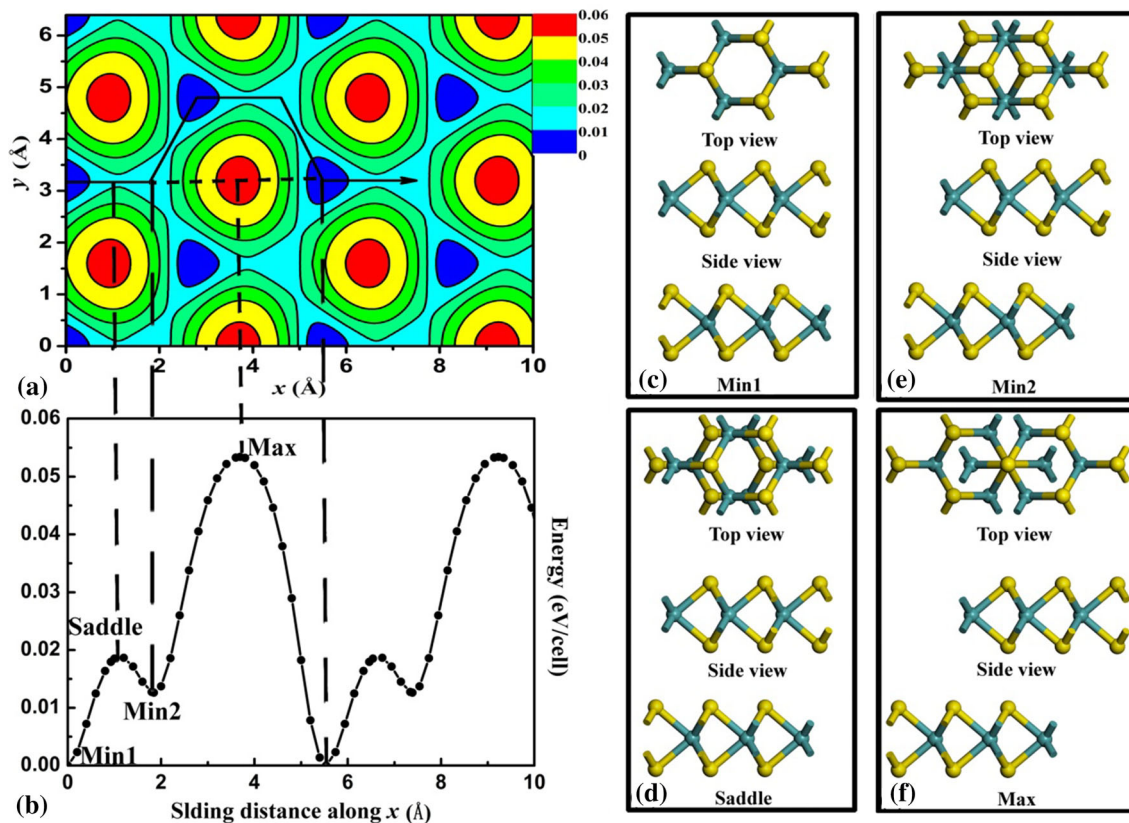 6
5
4
3
2
1
0
y (Å)
0 2 4 6 8 10
x (Å)
(a)
0.06
0.05
0.04
0.03
0.02
0.01
0
0.06
0.05
0.04
0.03
0.02
0.01
0.00
Max
Saddle
Min2
Min1
Energy (eV/cell)
0 2 4 6 8 10
Slding distance along x (Å)
(b)
Top view
Side view
(c)
Min1
Top view
Side view
(e)
Min2
Top view
Side view
(d)
Saddle
Top view
Side view
(f)
Max